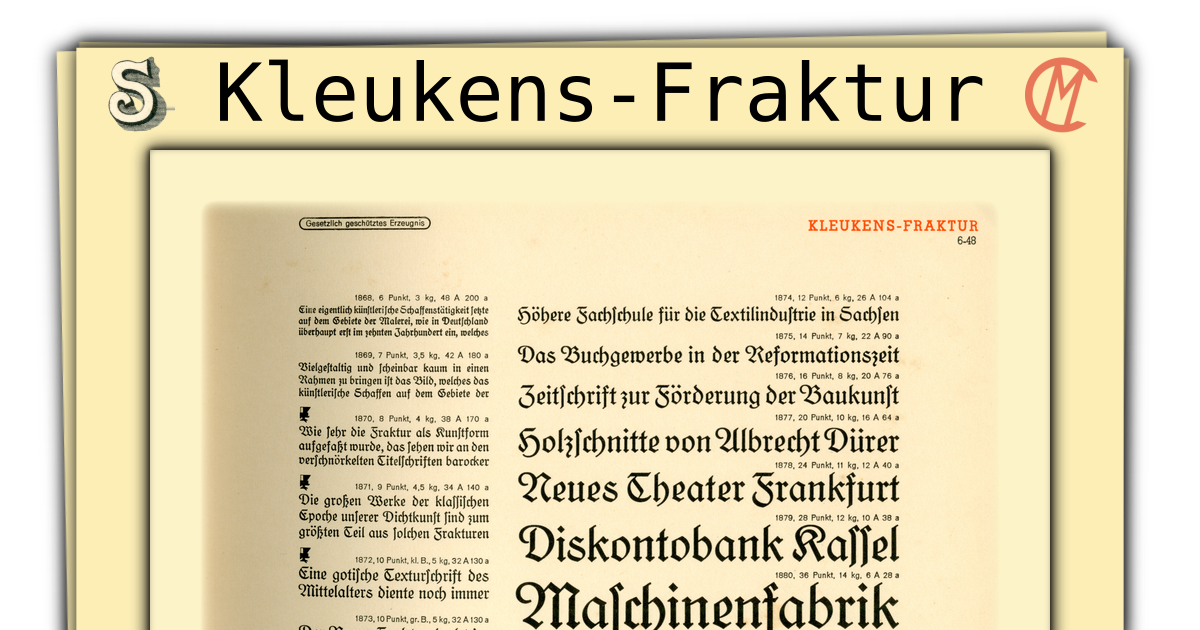 Kleukens-Fraktur
Gesetzlich geschütztes Erzeugnis
KLEUKENS-FRAKTUR
6-48
1868, 6 Punkt, 3 kg, 48 A 200 a
Eine eigentlich künſtleriſche Schaffenstätigkeit ſetzte
auf dem Gebiete der Malerei, wie in Deutſchland
überhaupt erſt im zehnten Jahrhundert ein, welches
1869, 7 Punkt, 3,5 kg, 42 A 180 a
Vielgeſtaltig und ſcheinbar kaum in einen
Rahmen zu bringen iſt das Bild, welches das
künſtleriſche Schaffen auf dem Gebiete der
1870, 8 Punkt, 4 kg, 38 A 170 a
Wie ſehr die Fraktur als Kunſtform
aufgefaßt wurde, das ſehen wir an den
verſchnörkelten Titelſchriften barocker
1871, 9 Punkt, 4,5 kg, 34 A 140 a
Die großen Werke der klaſſiſchen
Epoche unſerer Dichtkunſt ſind zum
größten Teil aus ſolchen Frakturen
1872, 10 Punkt, kl. B., 5 kg, 32 A 130 a
Eine gotiſche Texturſchrift des
Mittelalters diente noch immer
1873, 10 Punkt, gr. B., 5 kg, 32 A 130 a
1874, 12 Punkt, 6 kg, 26 A 104 a
Höhere Fachſchule für die Textilinduſtrie in Sachſen
1875, 14 Punkt, 7 kg, 22 A 90 a
Das Buchgewerbe in der Reformationszeit
1876, 16 Punkt, 8 kg, 20 A 76 a
Zeitſchrift zur Förderung der Baukunſt
1877, 20 Punkt, 10 kg, 16 A 64 a
Holzſchnitte von Albrecht Dürer
1878, 24 Punkt, 11 kg, 12 A 40 a
Neues Theater Frankfurt
1879, 28 Punkt, 12 kg, 10 A 38 a
Diskontobank Kaſſel
1880, 36 Punkt, 14 kg, 6 A 28 a
Maſchinenfabrik